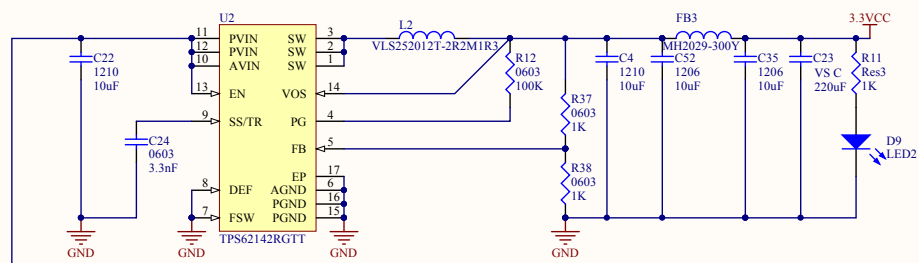 U2
L2
FB3
3.3VCC
11
PVIN
SW
3
12
PVIN
SW
2
10
AVIN
SW
1
VLS252012T-2R2M1R3
MH2029-300Y
C22
1210
10uF
R12
0603
100K
C4
1210
10uF
C52
1206
10uF
C35
1206
10uF
C23
VS C
220uF
R11
Res3
1K
13
EN
VOS
14
9
SS/TR
PG
4
R37
0603
1K
C24
0603
3.3nF
FB
5
D9
LED2
R38
0603
1K
EP
17
8
DEF
AGND
6
PGND
16
7
FSW
PGND
15
TPS62142RGTT
GND
GND
GND
GND